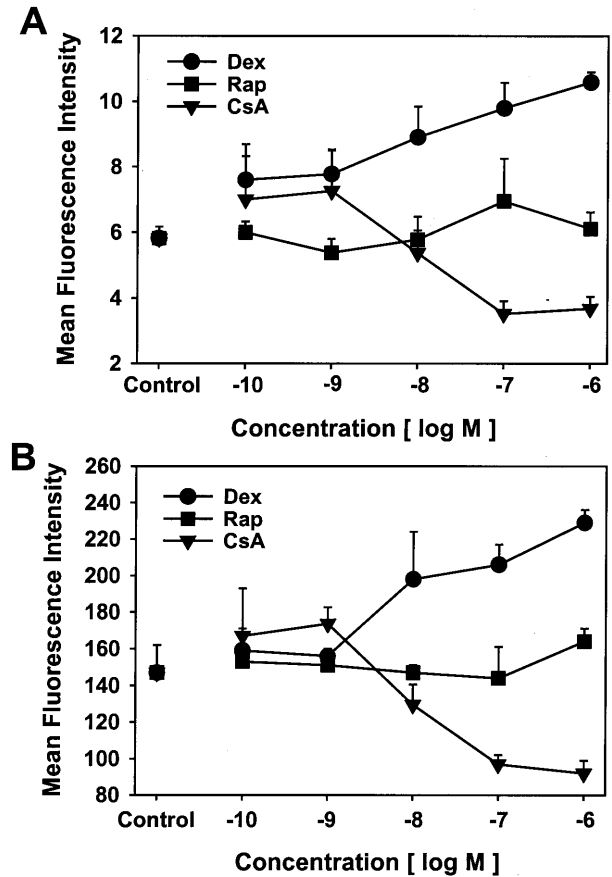 A
Mean Fluorescence Intensity
12
10
8
6
4
2
Dex
Rap
CsA
Control -10 -9 -8 -7 -6
Concentration [ log M ]
B
Mean Fluorescence Intensity
260
240
220
200
180
160
140
120
100
80
Dex
Rap
CsA
Control -10 -9 -8 -7 -6
Concentration [ log M ]